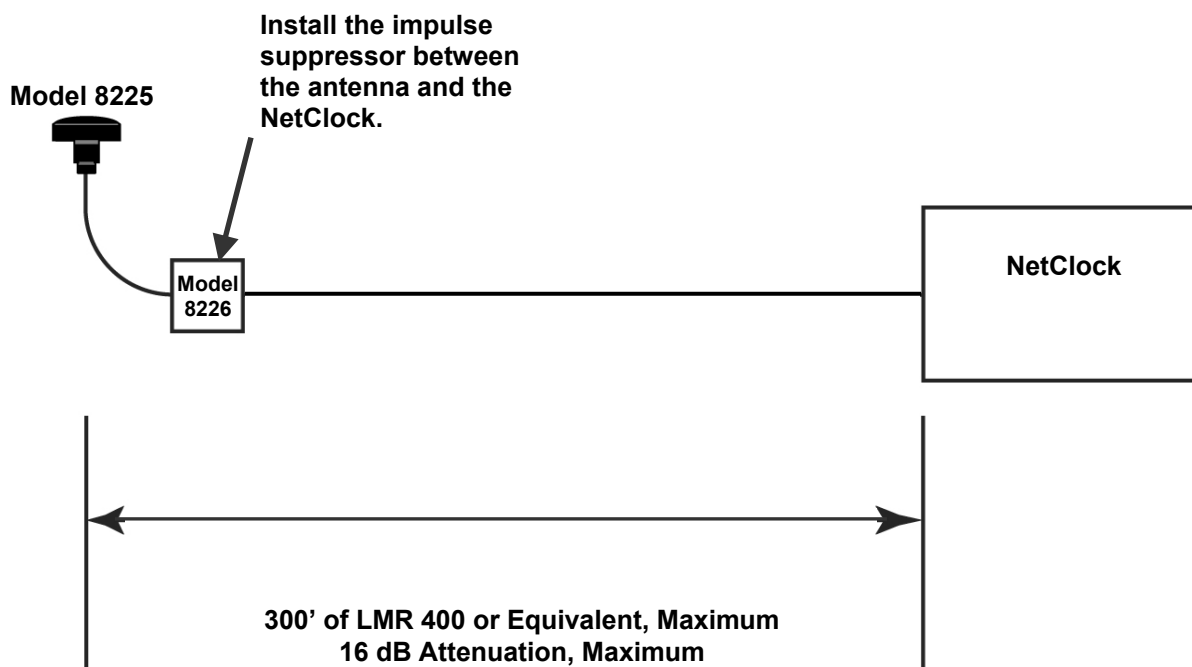 Install the impulse
suppressor between
the antenna and the
NetClock.
Model 8225
Model
8226
NetClock
300’ of LMR 400 or Equivalent, Maximum
16 dB Attenuation, Maximum